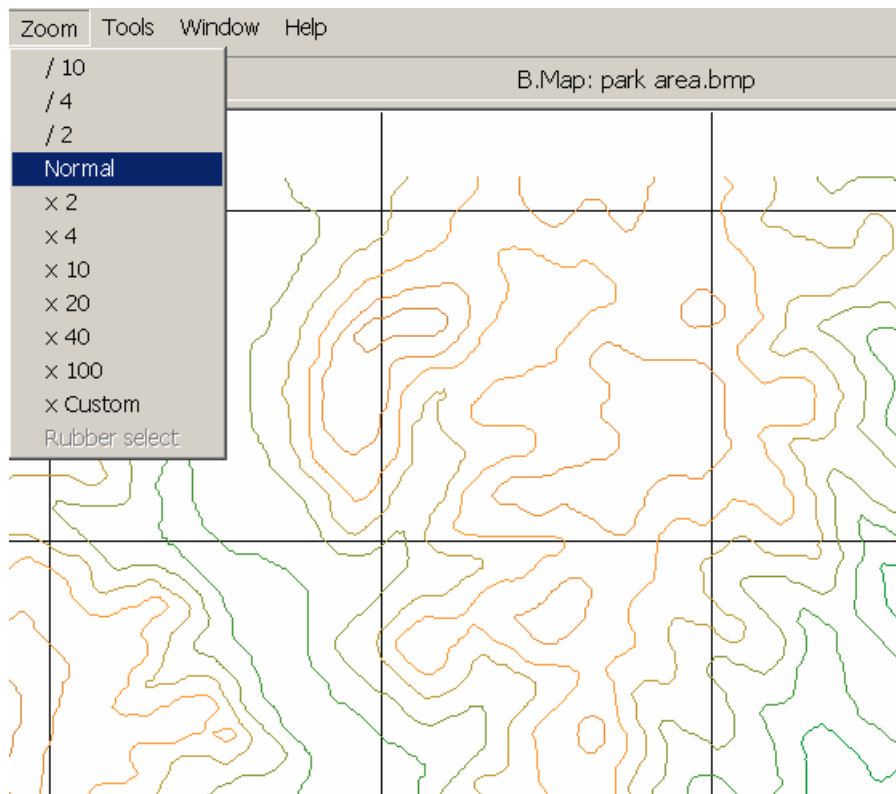 Zoom Tools Window Help
B.Map: park area.bmp
/ 10
/ 4
/ 2
Normal
x 2
x 4
x 10
x 20
x 40
x 100
x Custom
Rubber select